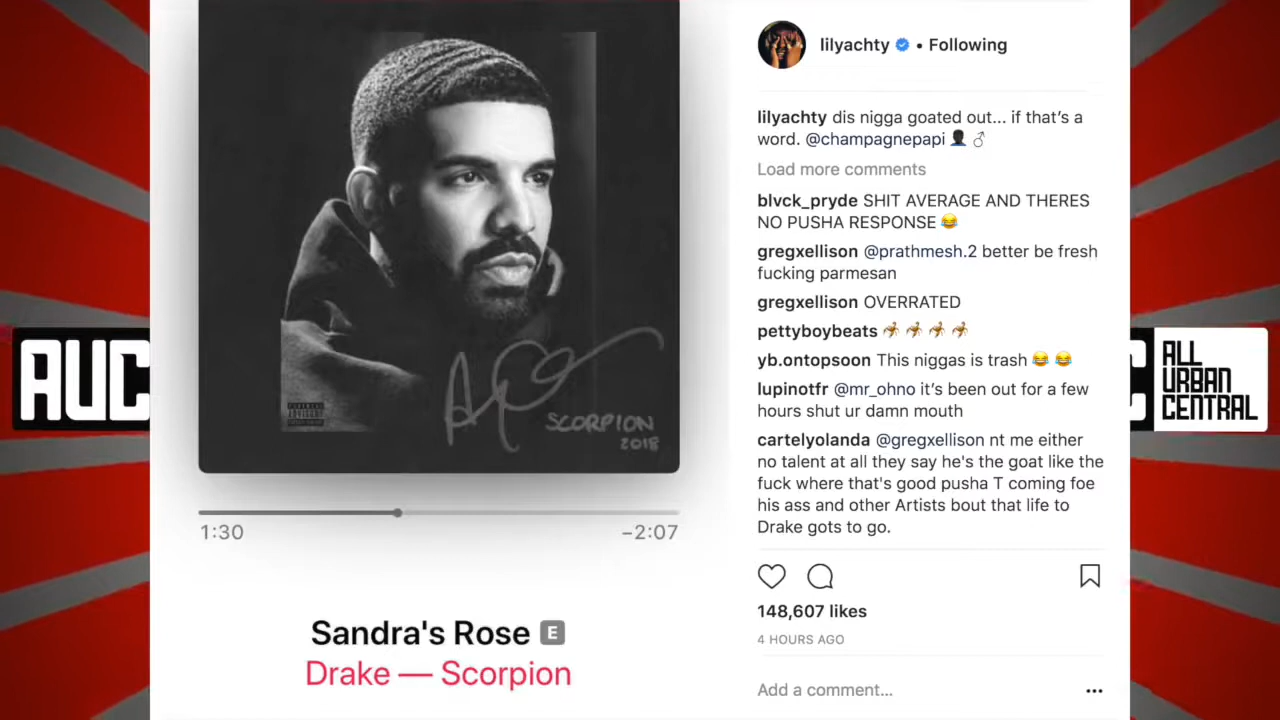 lilyachty • Following
lilyachty dis nigga goated out... if that's a
word. @champagnepapi 👤♂
Load more comments
blvck_pryde SHIT AVERAGE AND THERES
NO PUSHA RESPONSE 😂
gregxellison @prathmesh.2 better be fresh
fucking parmesan
gregxellison OVERRATED
pettyboybeats 🦂 🦂 🦂 🦂
yb.ontopsoon This niggas is trash 😂 😂
lupinotfr @mr_ohno it's been out for a few
hours shut ur damn mouth
cartelyolanda @gregxellison nt me either
no talent at all they say he's the goat like the
fuck where that's good pusha T coming foe
his ass and other Artists bout that life to
Drake gots to go.
148,607 likes
4 HOURS AGO
Add a comment...
SCORPION
2018
1:30
−2:07
Sandra's Rose E
Drake — Scorpion
AUC
ALL
URBAN
CENTRAL